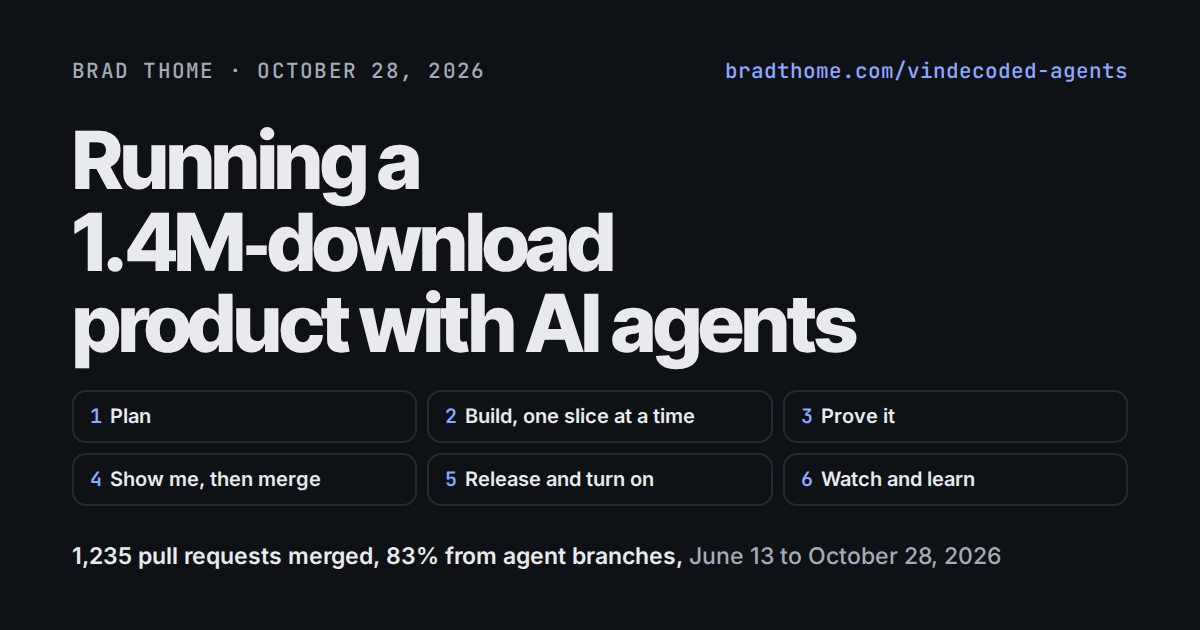 BRAD THOME · OCTOBER 28, 2026
bradthome.com/vindecoded-agents
Running a
1.4M-download
product with AI agents
1 Plan
2 Build, one slice at a time
3 Prove it
4 Show me, then merge
5 Release and turn on
6 Watch and learn
1,235 pull requests merged, 83% from agent branches, June 13 to October 28, 2026